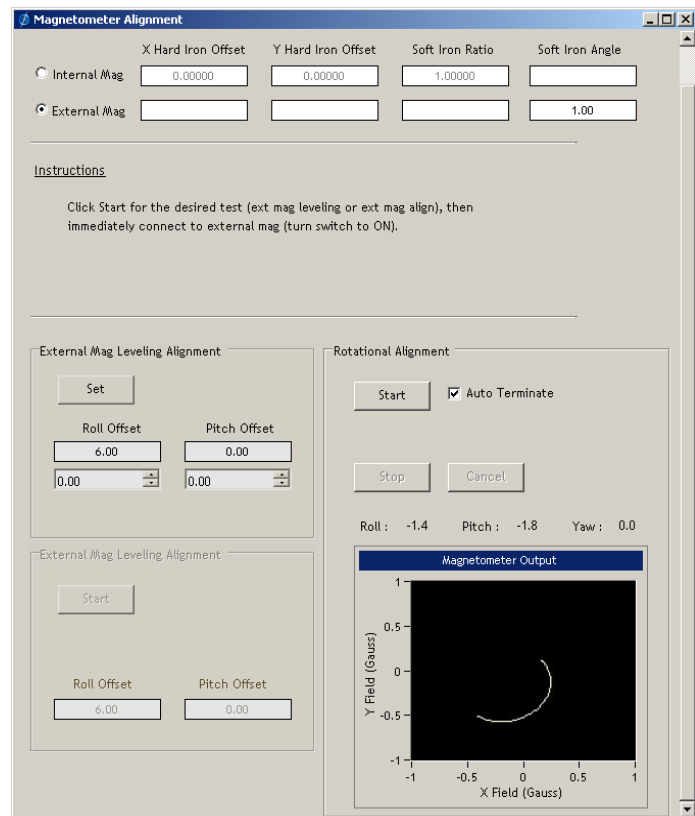 Magnetometer Alignment
X Hard Iron Offset Y Hard Iron Offset Soft Iron Ratio Soft Iron Angle
Internal Mag 0.00000 0.00000 1.00000
External Mag 1.00
Instructions
Click Start for the desired test (ext mag leveling or ext mag align), then
immediately connect to external mag (turn switch to ON).
External Mag Leveling Alignment
Set
Roll Offset Pitch Offset
6.00 0.00
0.00 0.00
External Mag Leveling Alignment
Start
Roll Offset Pitch Offset
6.00 0.00
Rotational Alignment
Start Auto Terminate
Stop Cancel
Roll : -1.4 Pitch : -1.8 Yaw : 0.0
Magnetometer Output
Y Field (Gauss)
1
0.5
0
-0.5
-1
-1 -0.5 0 0.5 1
X Field (Gauss)